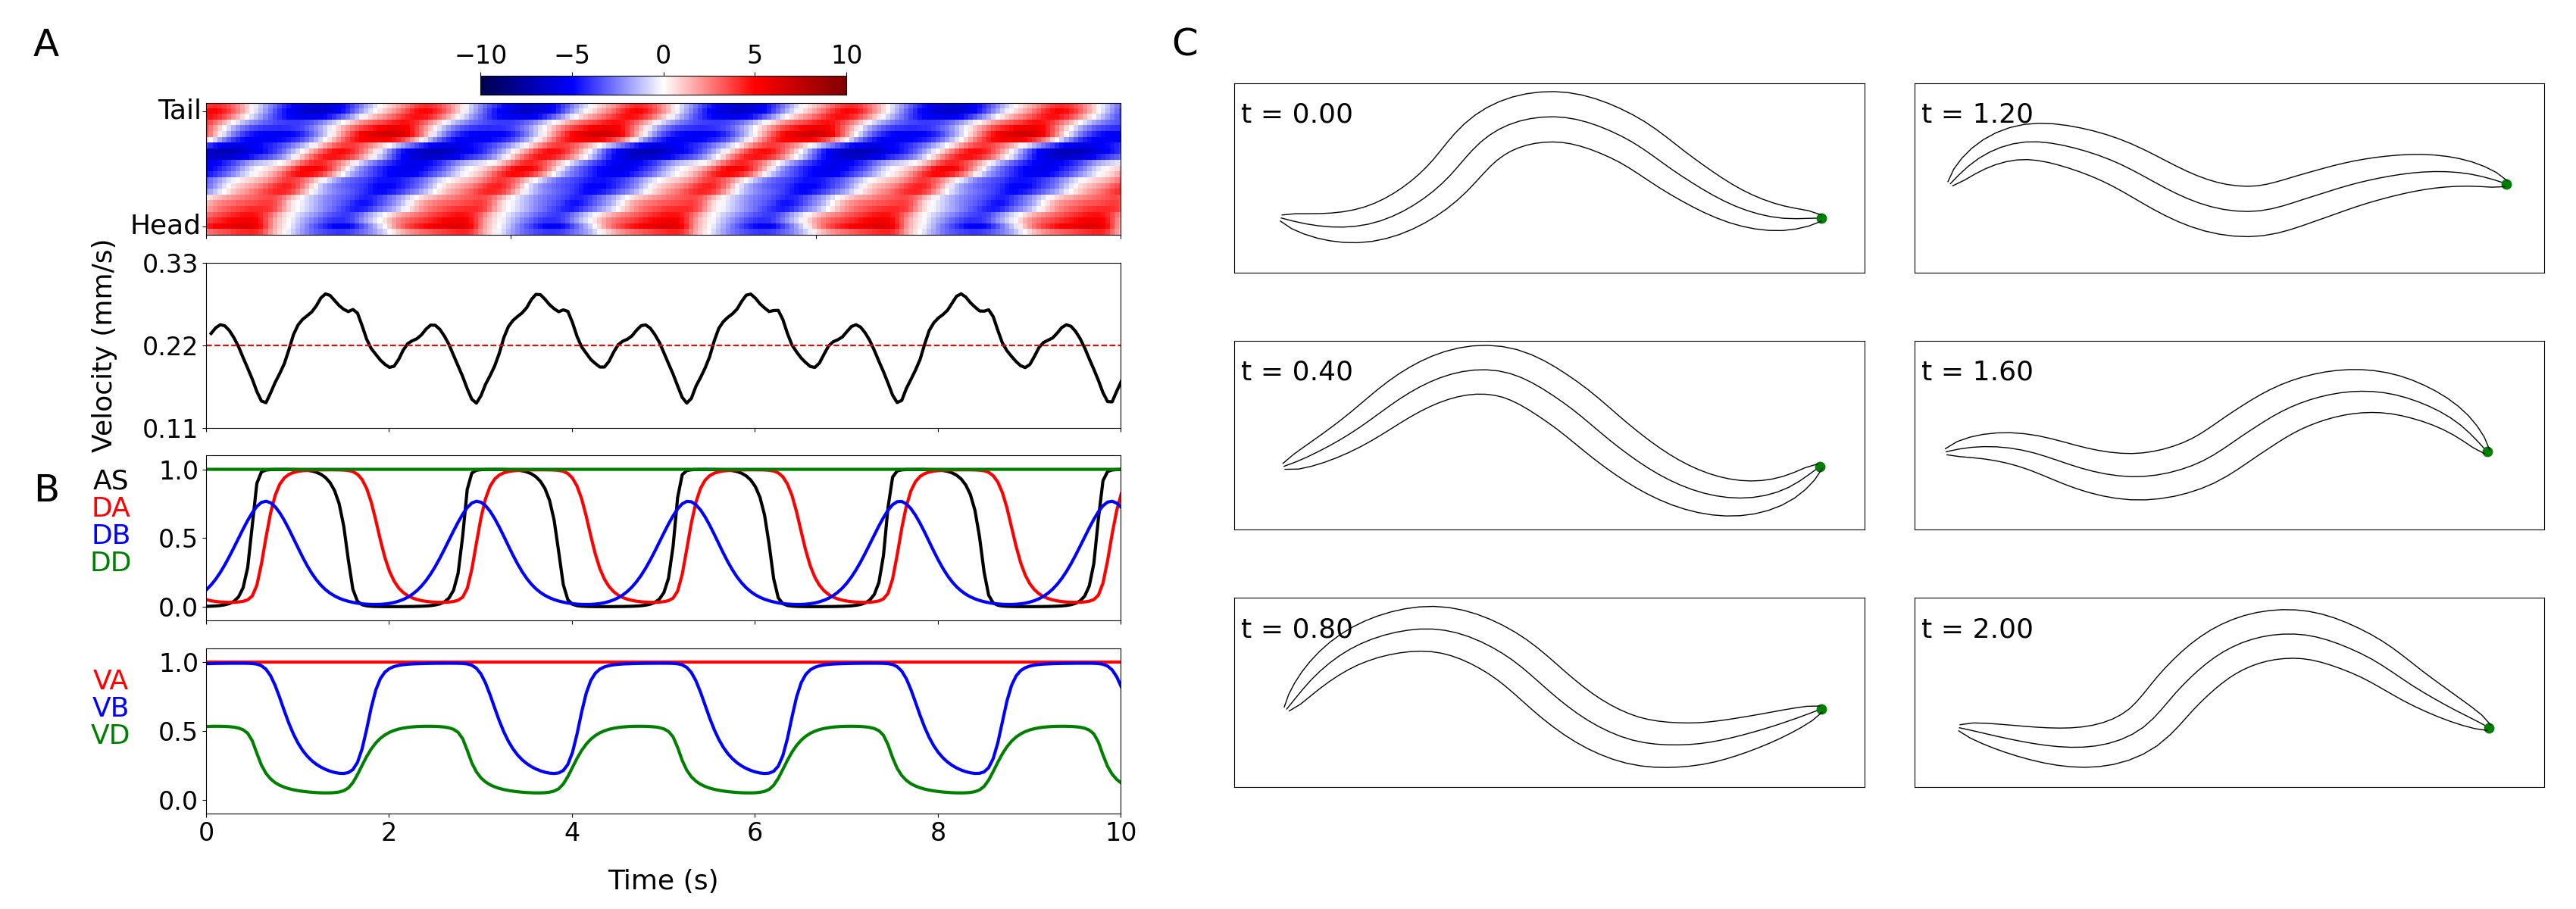 A
−10 −5 0 5 10
Tail
Head
Velocity (mm/s)
0.33
0.22
0.11
B
AS
DA
DB
DD
1.0
0.5
0.0
VA
VB
VD
1.0
0.5
0.0
0 2 4 6 8 10
Time (s)
C
t = 0.00
t = 1.20
t = 0.40
t = 1.60
t = 0.80
t = 2.00